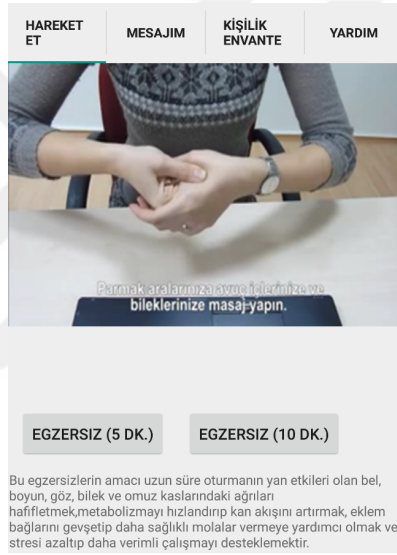 HAREKET
ET
MESAJIM
KİŞİLİK
ENVANTE
YARDIM
Parmak aralarınıza avuç içlerinize ve
bileklerinize masaj yapın.
EGZERSIZ (5 DK.)
EGZERSIZ (10 DK.)
Bu egzersizlerin amacı uzun süre oturmanın yan etkileri olan bel,
boyun, göz, bilek ve omuz kaslarındaki ağrıları
hafifletmek,metabolizmayı hızlandırıp kan akışını artırmak, eklem
bağlarını gevşetip daha sağlıklı molalar vermeye yardımcı olmak ve
stresi azaltıp daha verimli çalışmayı desteklemektir.